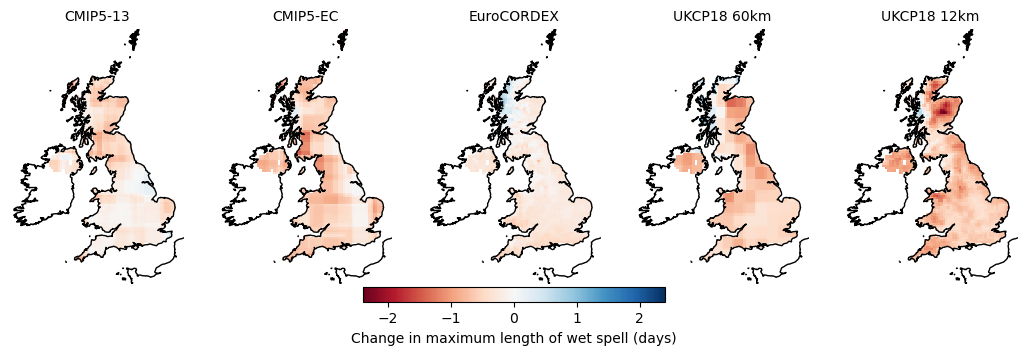 CMIP5-13 CMIP5-EC EuroCORDEX UKCP18 60km UKCP18 12km
−2 −1 0 1 2
Change in maximum length of wet spell (days)